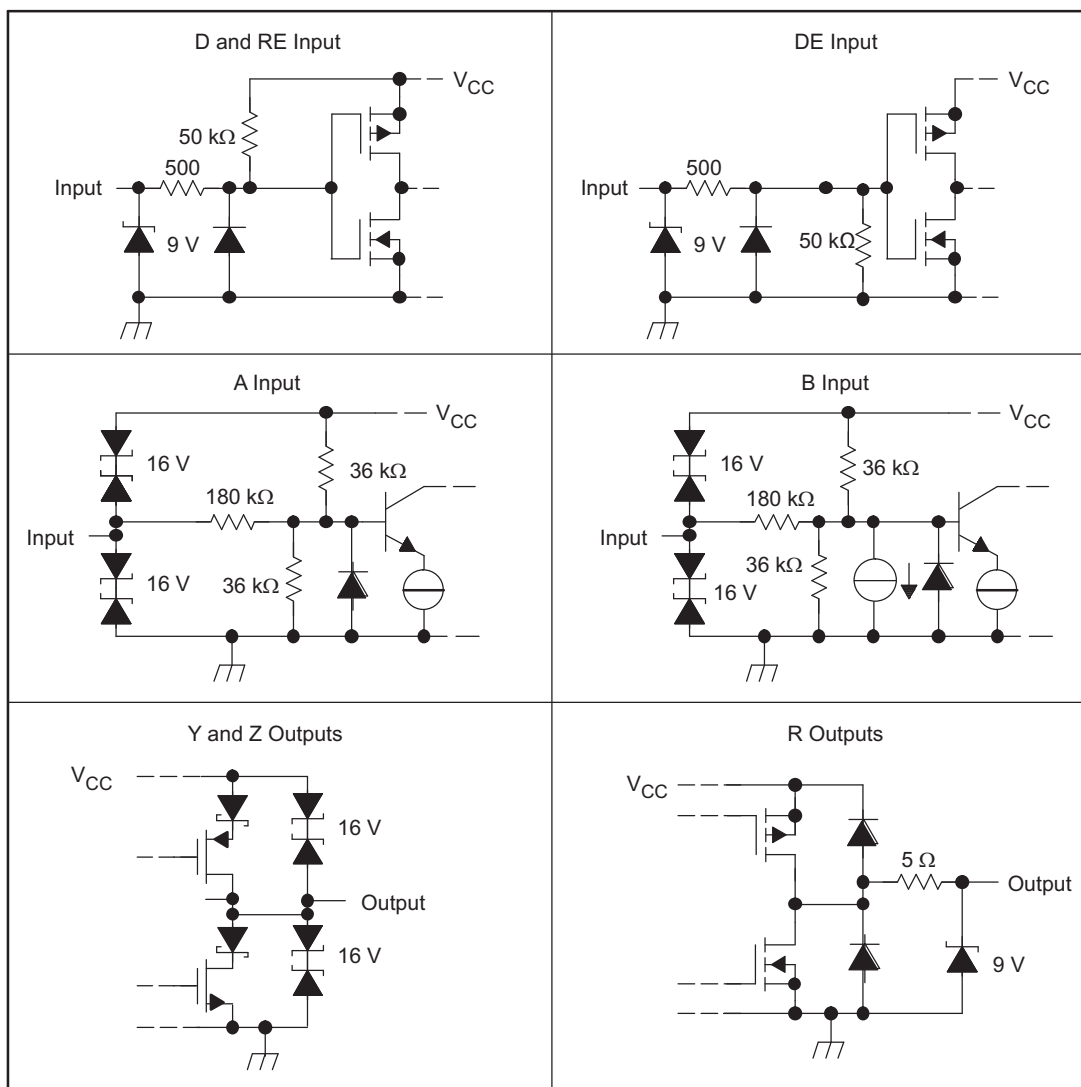 D and RE Input
V_CC
50 kΩ
500
Input
9 V
DE Input
V_CC
500
Input
9 V
50 kΩ
A Input
V_CC
16 V
36 kΩ
180 kΩ
Input
16 V
36 kΩ
B Input
V_CC
16 V
36 kΩ
180 kΩ
Input
36 kΩ
16 V
Y and Z Outputs
V_CC
16 V
Output
16 V
R Outputs
V_CC
5 Ω
Output
9 V